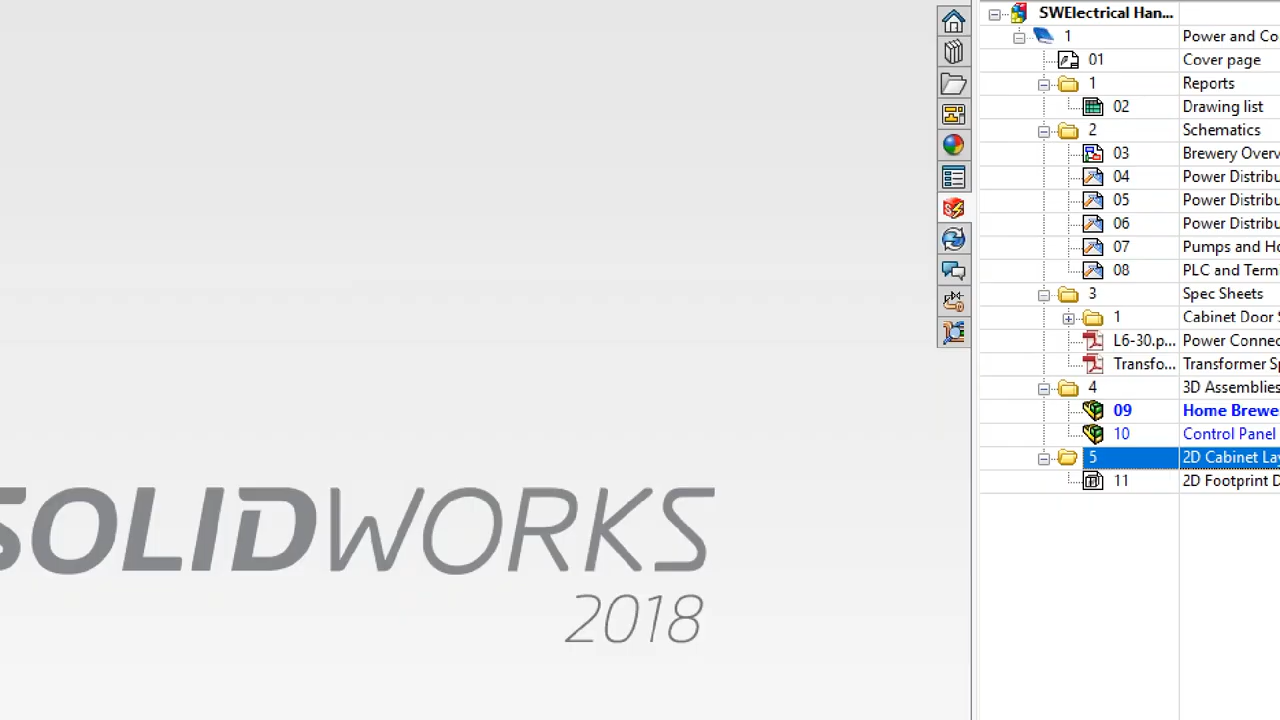 SWElectrical Han...
1 Power and Co
01 Cover page
1 Reports
02 Drawing list
2 Schematics
03 Brewery Overv
04 Power Distribu
05 Power Distribu
06 Power Distribu
07 Pumps and Ho
08 PLC and Termi
3 Spec Sheets
1 Cabinet Door S
L6-30.p... Power Connec
Transfo... Transformer Sp
4 3D Assemblies
09 Home Brewe
10 Control Panel
5 2D Cabinet Lay
11 2D Footprint D
SOLIDWORKS
2018